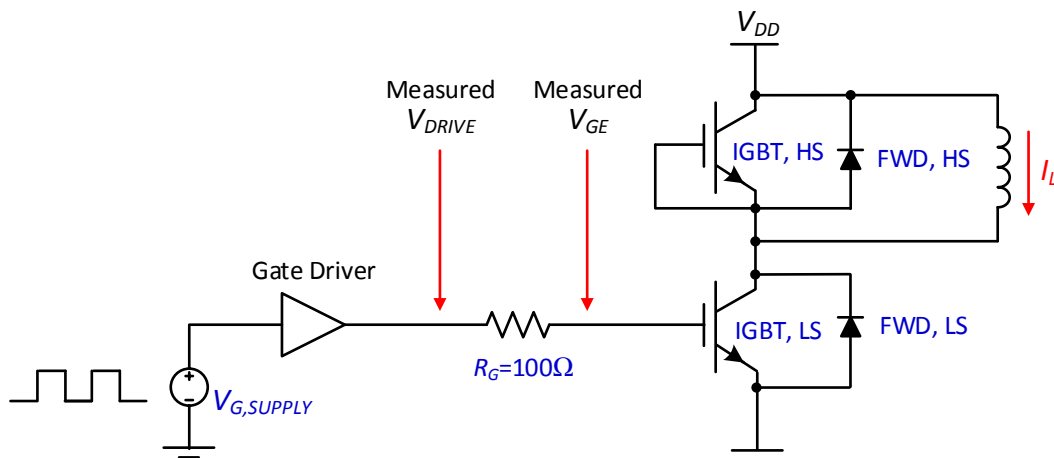 V_DD
Measured
V_DRIVE
Measured
V_GE
IGBT, HS
FWD, HS
I_L
Gate Driver
IGBT, LS
FWD, LS
R_G=100Ω
V_G,SUPPLY
+
-